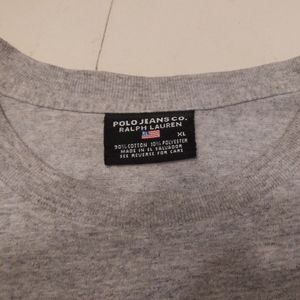 POLO JEANS CO.
RALPH LAUREN
XL
90% COTTON 10% POLYESTER
MADE IN EL SALVADOR
SEE REVERSE FOR CARE